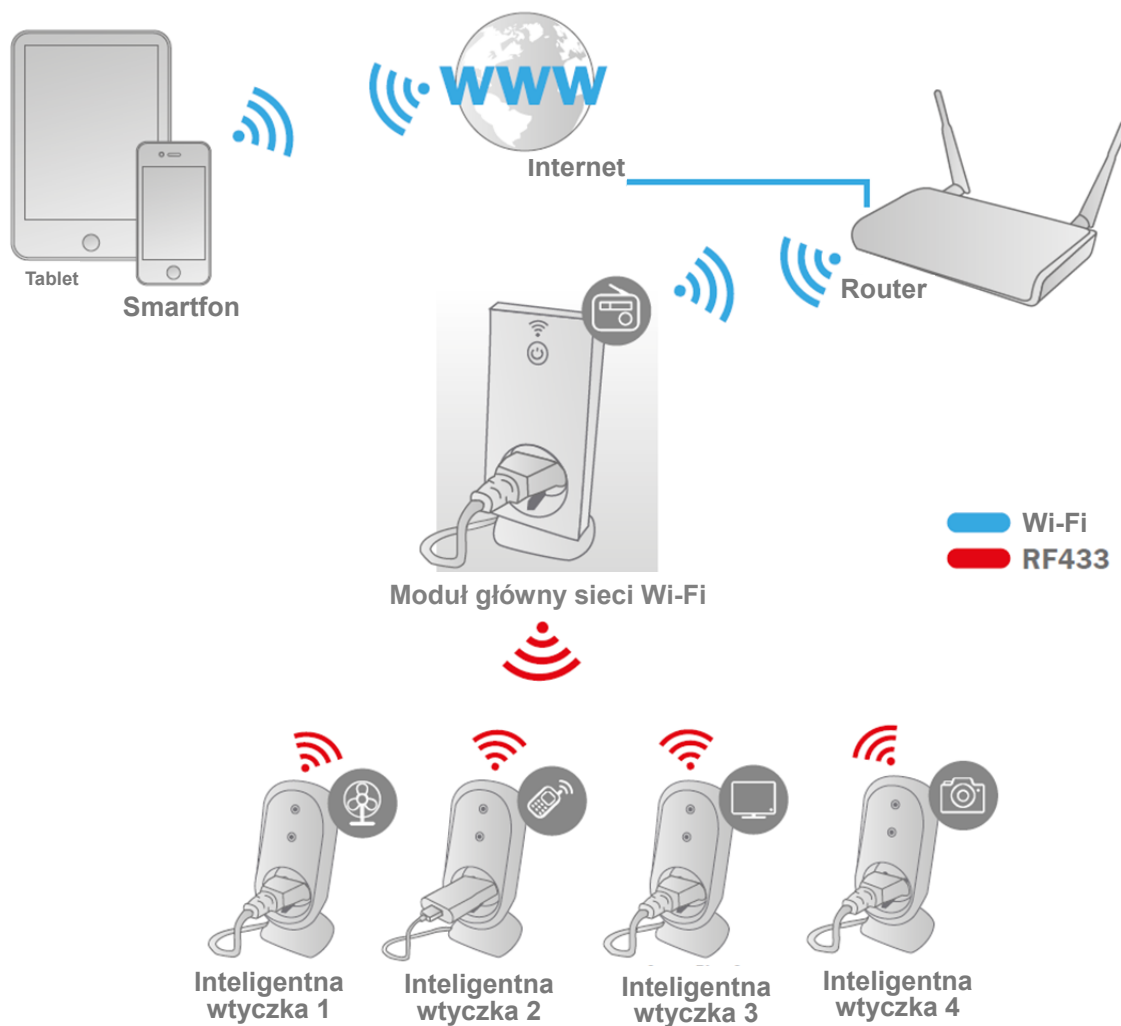 WWW
Internet
Tablet
Smartfon
Router
Wi-Fi
RF433
Moduł główny sieci Wi-Fi
Inteligentna
wtyczka 1
Inteligentna
wtyczka 2
Inteligentna
wtyczka 3
Inteligentna
wtyczka 4